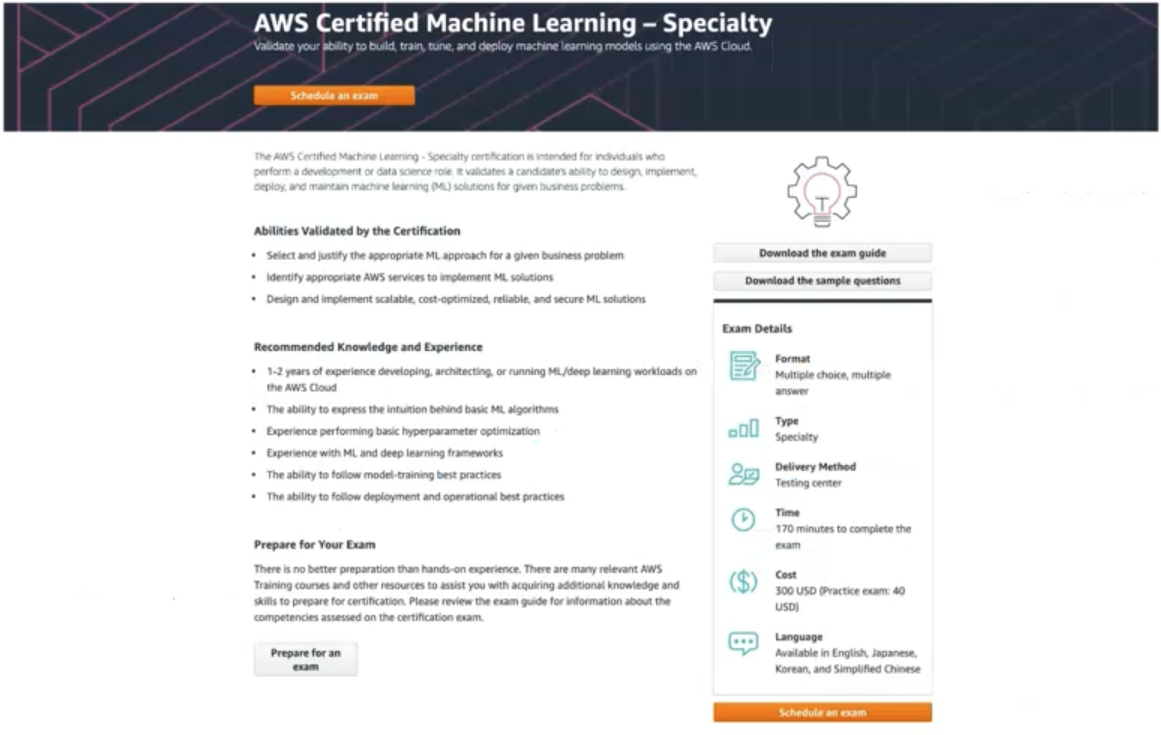 AWS Certified Machine Learning – Specialty
Validate your ability to build, train, tune, and deploy machine learning models using the AWS Cloud.
Schedule an exam
The AWS Certified Machine Learning - Specialty certification is intended for individuals who
perform a development or data science role. It validates a candidate's ability to design, implement,
deploy, and maintain machine learning (ML) solutions for given business problems.
Abilities Validated by the Certification
▪ Select and justify the appropriate ML approach for a given business problem
▪ Identify appropriate AWS services to implement ML solutions
▪ Design and implement scalable, cost-optimized, reliable, and secure ML solutions
Recommended Knowledge and Experience
▪ 1-2 years of experience developing, architecting, or running ML/deep learning workloads on
the AWS Cloud
▪ The ability to express the intuition behind basic ML algorithms
▪ Experience performing basic hyperparameter optimization
▪ Experience with ML and deep learning frameworks
▪ The ability to follow model-training best practices
▪ The ability to follow deployment and operational best practices
Prepare for Your Exam
There is no better preparation than hands-on experience. There are many relevant AWS
Training courses and other resources to assist you with acquiring additional knowledge and
skills to prepare for certification. Please review the exam guide for information about the
competencies assessed on the certification exam.
Prepare for an
exam
Download the exam guide
Download the sample questions
Exam Details
Format
Multiple choice, multiple
answer
Type
Specialty
Delivery Method
Testing center
Time
170 minutes to complete the
exam
Cost
300 USD (Practice exam: 40
USD)
Language
Available in English, Japanese,
Korean, and Simplified Chinese
Schedule an exam